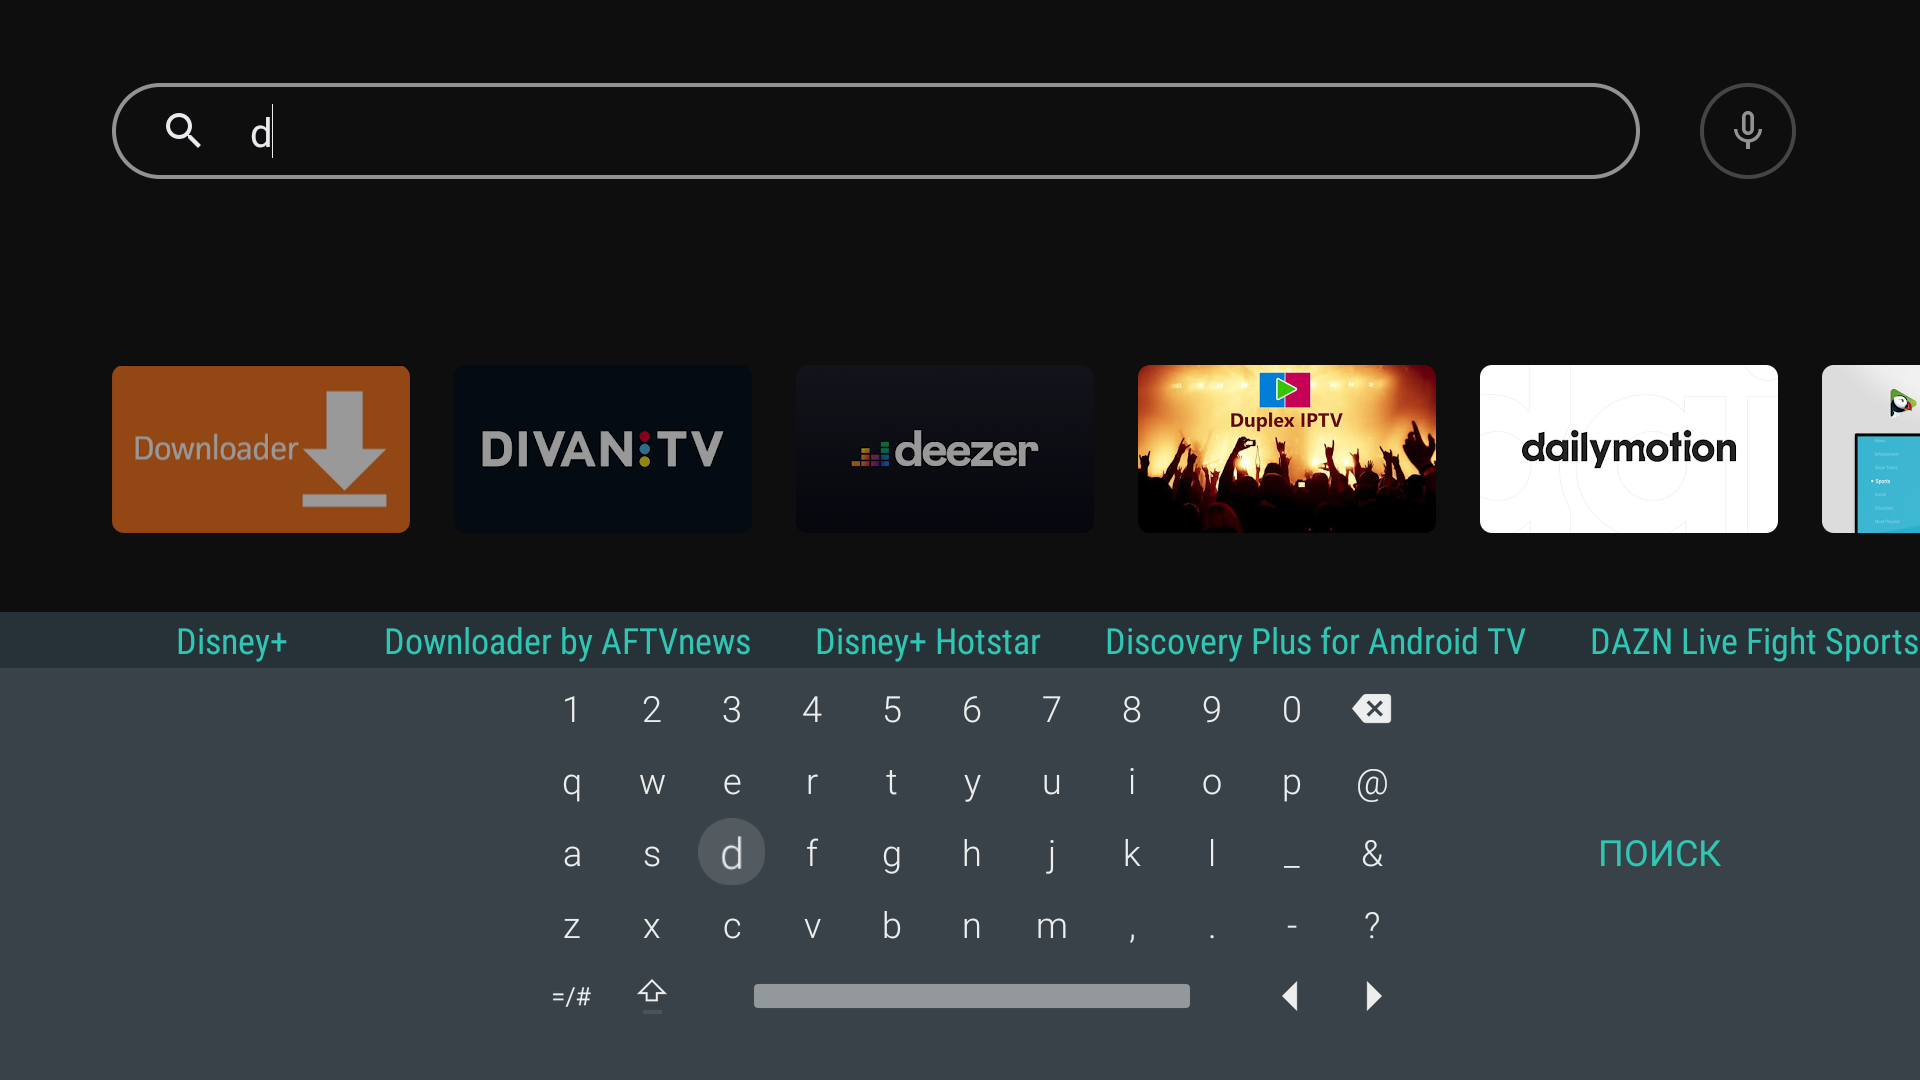 d
Downloader
DIVAN:TV
deezer
Duplex IPTV
dailymotion
Sports
Disney+
Downloader by AFTVnews
Disney+ Hotstar
Discovery Plus for Android TV
DAZN Live Fight Sports
1 2 3 4 5 6 7 8 9 0
q w e r t y u i o p @
a s d f g h j k l _ &
ПОИСК
z x c v b n m , . - ?
=/#